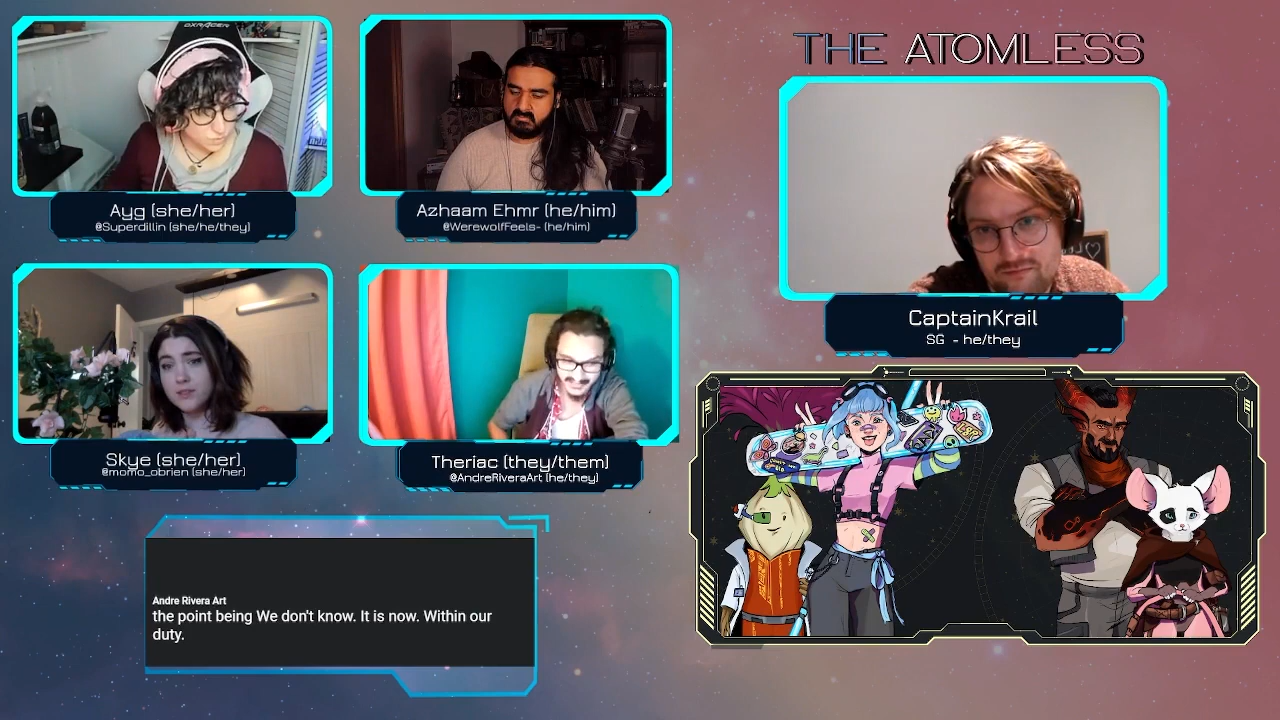 DXRACER
THE ATOMLESS
Ayg (she/her)
@Superdillin (she/he/they)
Azhaam Ehmr (he/him)
@WerewolfFeels- (he/him)
CaptainKrail
SG - he/they
Skye (she/her)
@momo_obrien (she/her)
Theriac (they/them)
@AndreRiveraArt (he/they)
Andre Rivera Art
the point being We don't know. It is now. Within our
duty.